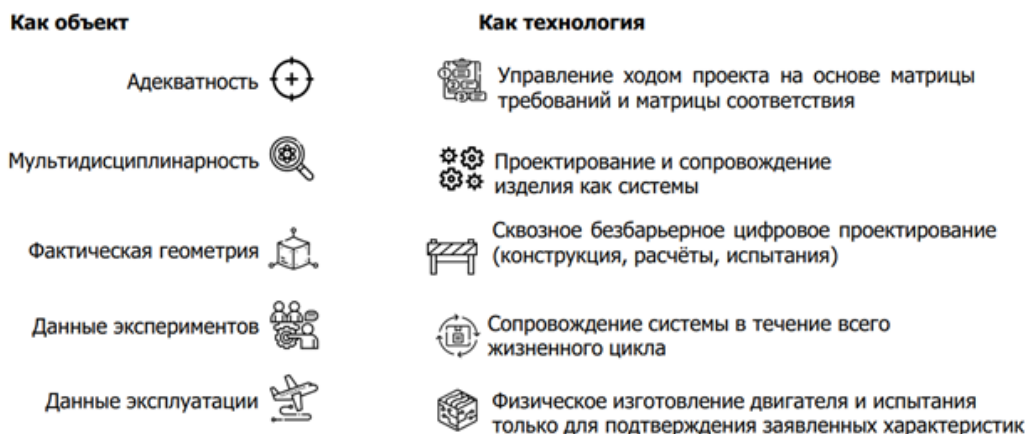 Как объект
Адекватность
Мультидисциплинарность
Фактическая геометрия
Данные экспериментов
Данные эксплуатации
Как технология
Управление ходом проекта на основе матрицы
требований и матрицы соответствия
Проектирование и сопровождение
изделия как системы
Сквозное безбарьерное цифровое проектирование
(конструкция, расчёты, испытания)
Сопровождение системы в течение всего
жизненного цикла
Физическое изготовление двигателя и испытания
только для подтверждения заявленных характеристик